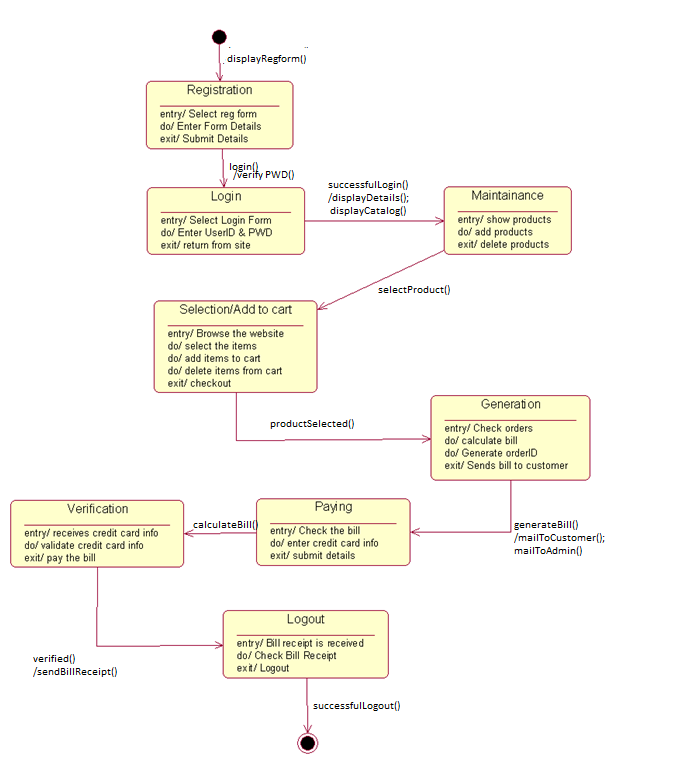 displayRegform()
Registration
entry/ Select reg form
do/ Enter Form Details
exit/ Submit Details
login()
/verify PWD()
Login
entry/ Select Login Form
do/ Enter UserID & PWD
exit/ return from site
successfulLogin()
/displayDetails();
displayCatalog()
Maintainance
entry/ show products
do/ add products
exit/ delete products
selectProduct()
Selection/Add to cart
entry/ Browse the website
do/ select the items
do/ add items to cart
do/ delete items from cart
exit/ checkout
productSelected()
Generation
entry/ Check orders
do/ calculate bill
do/ Generate orderID
exit/ Sends bill to customer
generateBill()
/mailToCustomer();
mailToAdmin()
Paying
entry/ Check the bill
do/ enter credit card info
exit/ submit details
calculateBill()
Verification
entry/ receives credit card info
do/ validate credit card info
exit/ pay the bill
verified()
/sendBillReceipt()
Logout
entry/ Bill receipt is received
do/ Check Bill Receipt
exit/ Logout
successfulLogout()